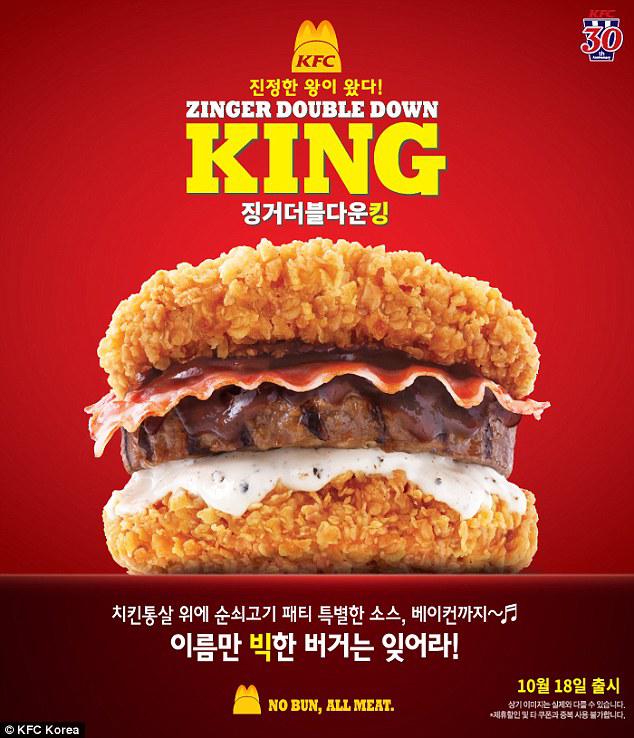 KFC
30
th
Anniversary
KFC
진정한 왕이 왔다!
ZINGER DOUBLE DOWN
KING
징거더블다운킹
치킨통살 위에 순쇠고기 패티 특별한 소스, 베이컨까지~♬
이름만 빅한 버거는 잊어라!
KFC
NO BUN, ALL MEAT.
10월 18일 출시
상기 이미지는 실제와 다를 수 있습니다.
*제휴할인 및 타 쿠폰과 중복 사용 불가합니다.
© KFC Korea